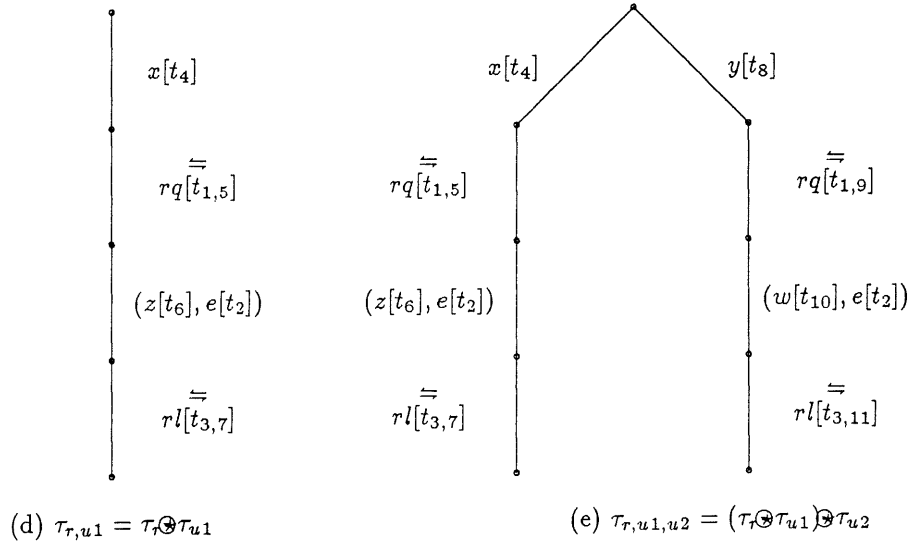 x[t₄]
⇋
rq[t₁,₅]
(z[t₆], e[t₂])
⇋
rl[t₃,₇]
(d) τᵣ,ᵤ₁ = τᵣ⊛τᵤ₁
x[t₄] y[t₈]
⇋ ⇋
rq[t₁,₅] rq[t₁,₉]
(z[t₆], e[t₂]) (w[t₁₀], e[t₂])
⇋ ⇋
rl[t₃,₇] rl[t₃,₁₁]
(e) τᵣ,ᵤ₁,ᵤ₂ = (τᵣ⊛τᵤ₁)⊛τᵤ₂